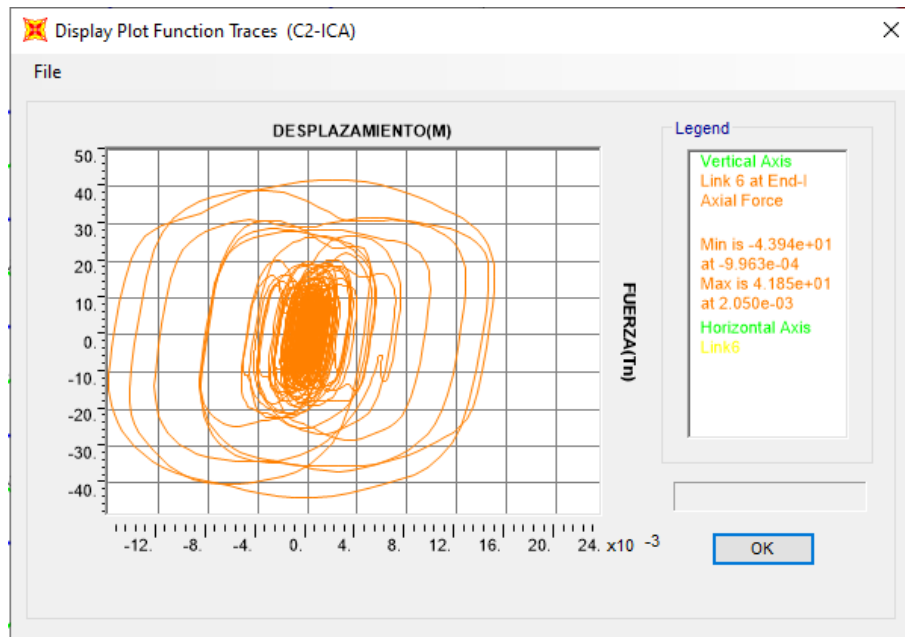 Display Plot Function Traces (C2-ICA)
File
DESPLAZAMIENTO(M)
50.
40.
30.
20.
10.
0.
-10.
-20.
-30.
-40.
-12. -8. -4. 0. 4. 8. 12. 16. 20. 24. x10 -3
FUERZA(Tn)
Legend
Vertical Axis
Link 6 at End-I
Axial Force
Min is -4.394e+01
at -9.963e-04
Max is 4.185e+01
at 2.050e-03
Horizontal Axis
Link6
OK